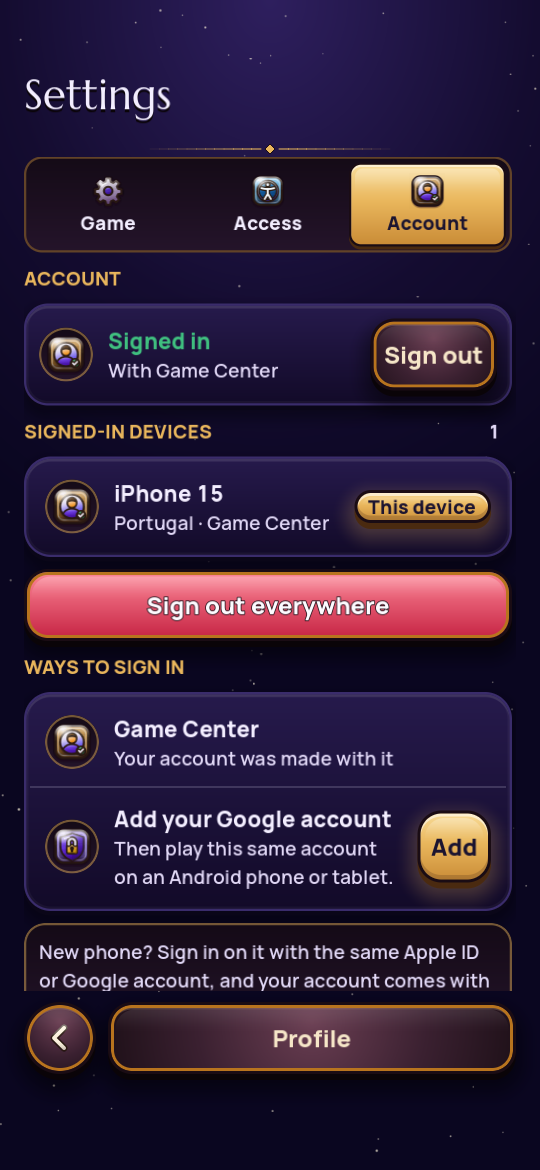 Settings
Game
Access
Account
ACCOUNT
Signed in
With Game Center
Sign out
SIGNED-IN DEVICES
1
iPhone 15
Portugal · Game Center
This device
Sign out everywhere
WAYS TO SIGN IN
Game Center
Your account was made with it
Add your Google account
Then play this same account
on an Android phone or tablet.
Add
New phone? Sign in on it with the same Apple ID
or Google account, and your account comes with
Profile